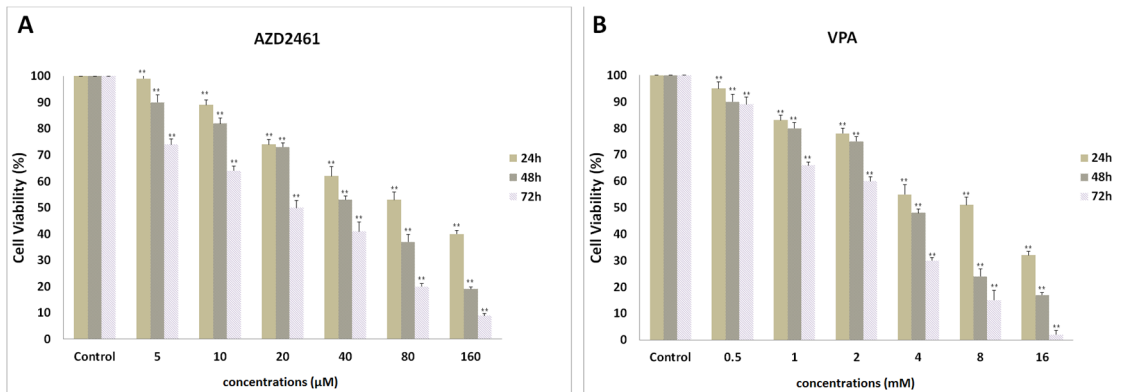 A
AZD2461
Cell Viability (%)
100
90
80
70
60
50
40
30
20
10
0
** ** **
** ** **
** ** **
** ** **
** ** **
** ** **
Control 5 10 20 40 80 160
concentrations (µM)
24h
48h
72h
B
VPA
Cell Viability (%)
100
90
80
70
60
50
40
30
20
10
0
** ** **
** ** **
** ** **
** ** **
** ** **
** ** **
Control 0.5 1 2 4 8 16
concentrations (mM)
24h
48h
72h